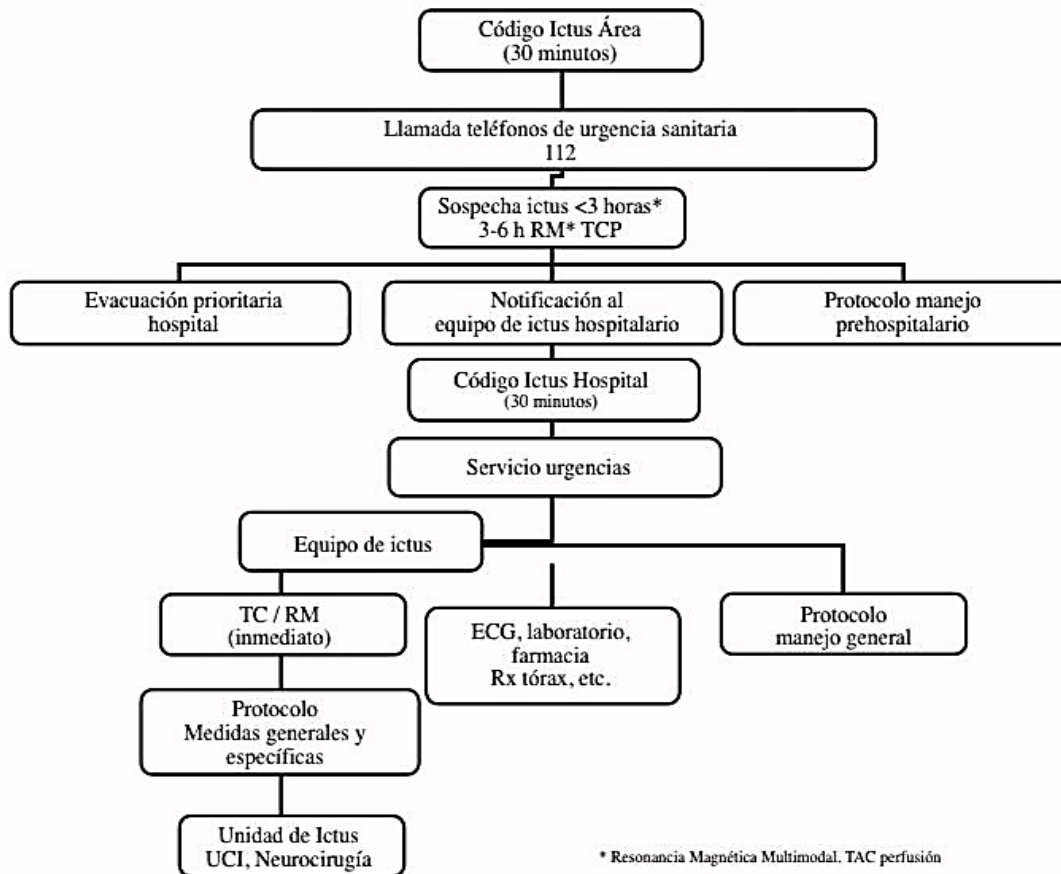 Código Ictus Área
(30 minutos)
Llamada teléfonos de urgencia sanitaria
112
Sospecha ictus <3 horas*
3-6 h RM* TCP
Evacuación prioritaria
hospital
Notificación al
equipo de ictus hospitalario
Protocolo manejo
prehospitalario
Código Ictus Hospital
(30 minutos)
Servicio urgencias
Equipo de ictus
TC / RM
(inmediato)
ECG, laboratorio,
farmacia
Rx tórax, etc.
Protocolo
manejo general
Protocolo
Medidas generales y
específicas
Unidad de Ictus
UCI, Neurocirugía
* Resonancia Magnética Multimodal. TAC perfusión